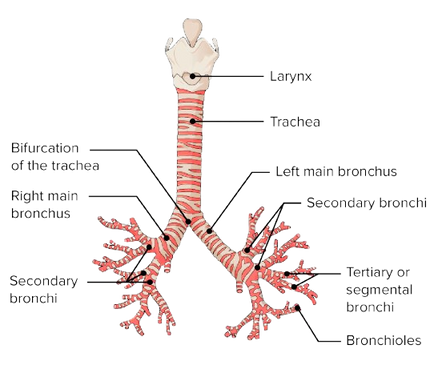 Larynx
Trachea
Bifurcation
of the trachea
Left main bronchus
Right main
bronchus
Secondary bronchi
Secondary
bronchi
Tertiary or
segmental
bronchi
Bronchioles